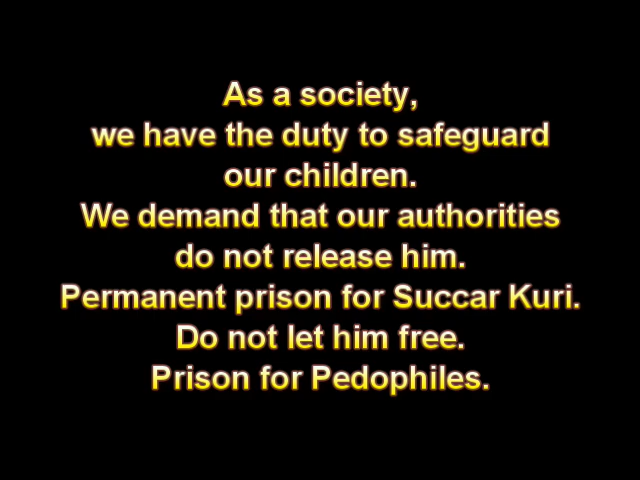 As a society,
we have the duty to safeguard
our children.
We demand that our authorities
do not release him.
Permanent prison for Succar Kuri.
Do not let him free.
Prison for Pedophiles.